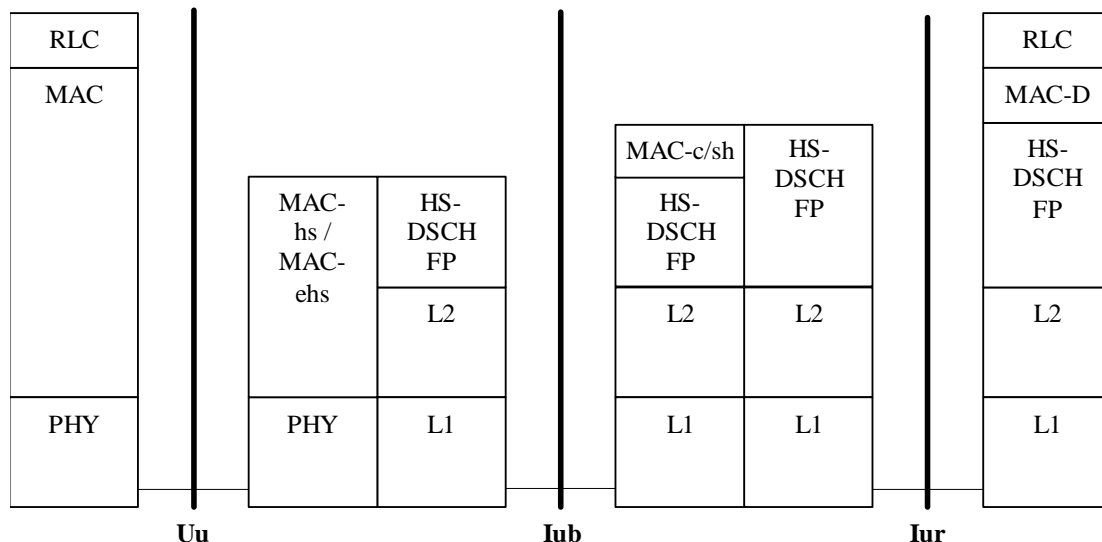 RLC
MAC
PHY
MAC-
hs /
MAC-
ehs
PHY
HS-
DSCH
FP
L2
L1
MAC-c/sh
HS-
DSCH
FP
L2
L1
HS-
DSCH
FP
L2
L1
RLC
MAC-D
HS-
DSCH
FP
L2
L1
Uu
Iub
Iur